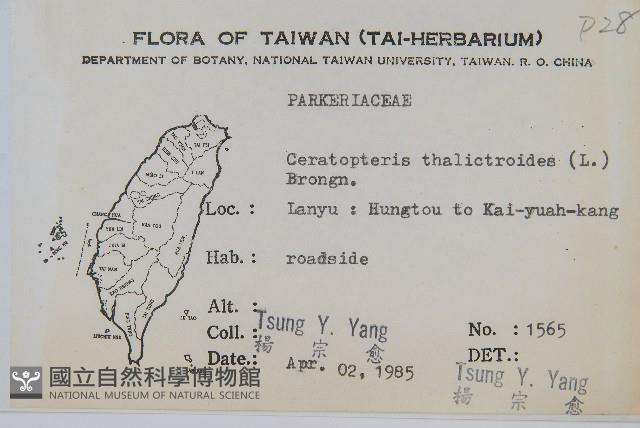 P28
FLORA OF TAIWAN (TAI-HERBARIUM)
DEPARTMENT OF BOTANY, NATIONAL TAIWAN UNIVERSITY, TAIWAN. R. O. CHINA
PARKERIACEAE
Ceratopteris thalictroides (L.)
Brongn.
Loc. : Lanyu : Hungtou to Kai-yuah-kang
Hab. : roadside
Alt. :
Coll. : Tsung Y. Yang
楊 宗 愈
No. : 1565
Date.: Apr. 02, 1985
DET.:
Tsung Y. Yang
楊 宗 愈
國立自然科學博物館
NATIONAL MUSEUM OF NATURAL SCIENCE